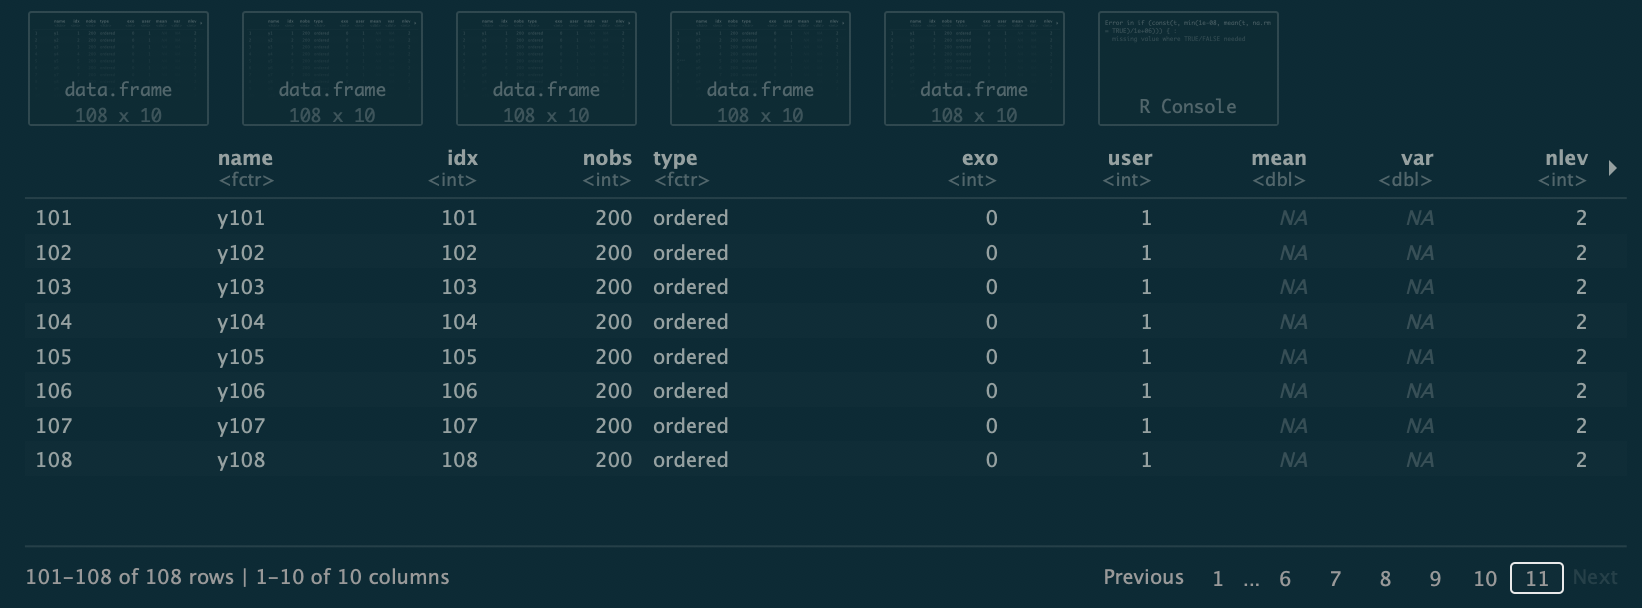 data.frame
108 x 10
data.frame
108 x 10
data.frame
108 x 10
data.frame
108 x 10
data.frame
108 x 10
Error in if (const(t, min(1e-08, mean(t, na.rm
= TRUE)/1e+06))) { :
missing value where TRUE/FALSE needed
R Console
name idx nobs type exo user mean var nlev
<fctr> <int> <int> <fctr> <int> <int> <dbl> <dbl> <int>
101 y101 101 200 ordered 0 1 NA NA 2
102 y102 102 200 ordered 0 1 NA NA 2
103 y103 103 200 ordered 0 1 NA NA 2
104 y104 104 200 ordered 0 1 NA NA 2
105 y105 105 200 ordered 0 1 NA NA 2
106 y106 106 200 ordered 0 1 NA NA 2
107 y107 107 200 ordered 0 1 NA NA 2
108 y108 108 200 ordered 0 1 NA NA 2
101-108 of 108 rows | 1-10 of 10 columns
Previous 1 ... 6 7 8 9 10 11 Next